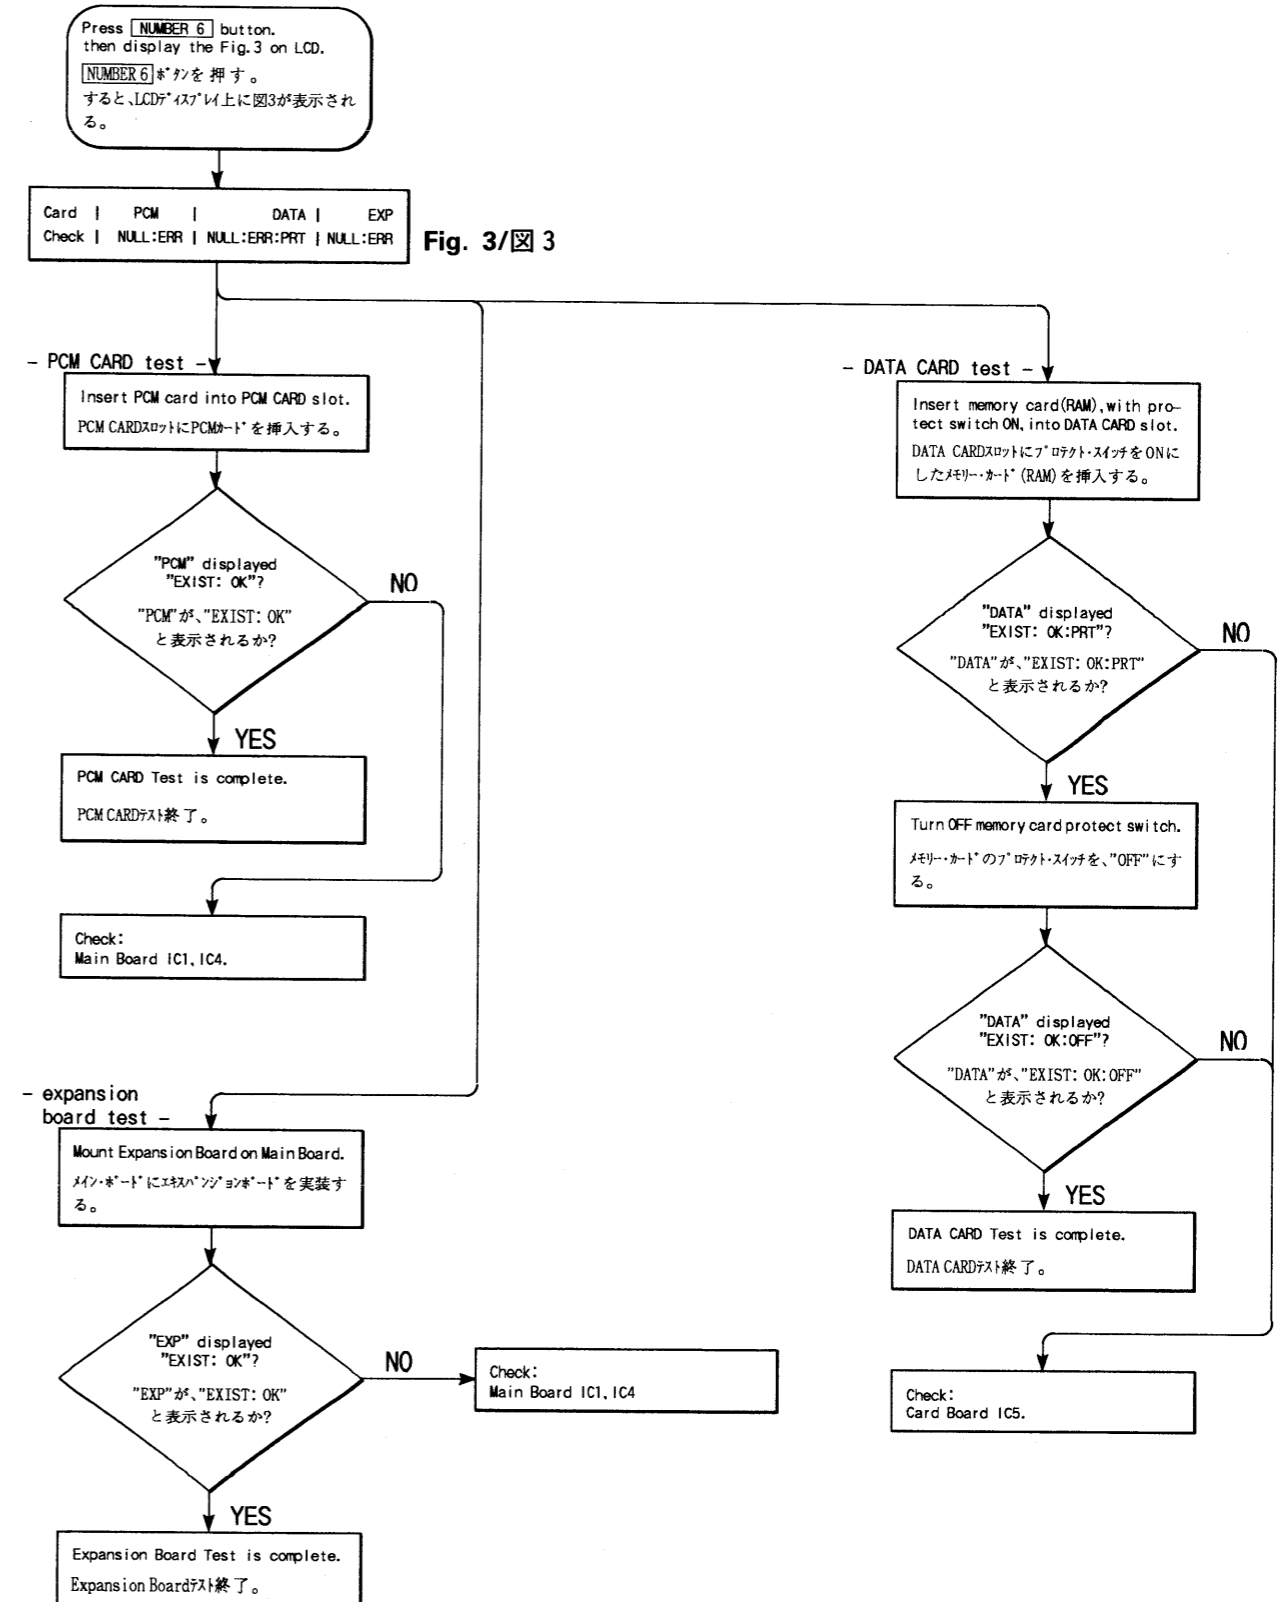 Press NUMBER 6 button.
then display the Fig.3 on LCD.
NUMBER 6 ﾎﾞﾀﾝを押す。
すると、LCDﾃﾞｨｽﾌﾟﾚｲ上に図3が表示され
る。
Card | PCM | DATA | EXP
Check | NULL:ERR | NULL:ERR:PRT | NULL:ERR
Fig. 3/図 3
- PCM CARD test -
Insert PCM card into PCM CARD slot.
PCM CARDｽﾛｯﾄにPCMｶｰﾄﾞを挿入する。
"PCM" displayed
"EXIST: OK"?
"PCM"が、"EXIST: OK"
と表示されるか?
NO
YES
PCM CARD Test is complete.
PCM CARDﾃｽﾄ終了。
Check:
Main Board IC1, IC4.
- expansion
board test -
Mount Expansion Board on Main Board.
ﾒｲﾝ･ﾎﾞｰﾄﾞにｴｷｽﾊﾟﾝｼﾞｮﾝﾎﾞｰﾄﾞを実装す
る。
"EXP" displayed
"EXIST: OK"?
"EXP"が、"EXIST: OK"
と表示されるか?
NO
Check:
Main Board IC1, IC4
YES
Expansion Board Test is complete.
Expansion Boardﾃｽﾄ終了。
- DATA CARD test -
Insert memory card(RAM), with pro-
tect switch ON, into DATA CARD slot.
DATA CARDｽﾛｯﾄにﾌﾟﾛﾃｸﾄ･ｽｲｯﾁをONに
したﾒﾓﾘｰ･ｶｰﾄﾞ(RAM)を挿入する。
"DATA" displayed
"EXIST: OK:PRT"?
"DATA"が、"EXIST: OK:PRT"
と表示されるか?
NO
YES
Turn OFF memory card protect switch.
ﾒﾓﾘｰ･ｶｰﾄﾞのﾌﾟﾛﾃｸﾄ･ｽｲｯﾁを、"OFF"にす
る。
"DATA" displayed
"EXIST: OK:OFF"?
"DATA"が、"EXIST: OK:OFF"
と表示されるか?
NO
YES
DATA CARD Test is complete.
DATA CARDﾃｽﾄ終了。
Check:
Card Board IC5.